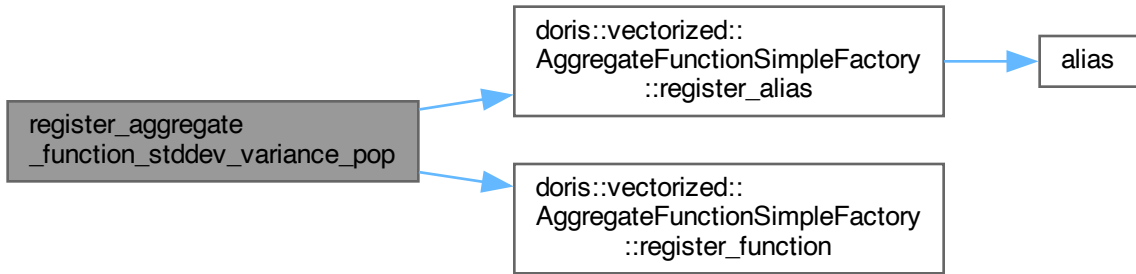 register_aggregate
_function_stddev_variance_pop
doris::vectorized::
AggregateFunctionSimpleFactory
::register_alias
alias
doris::vectorized::
AggregateFunctionSimpleFactory
::register_function